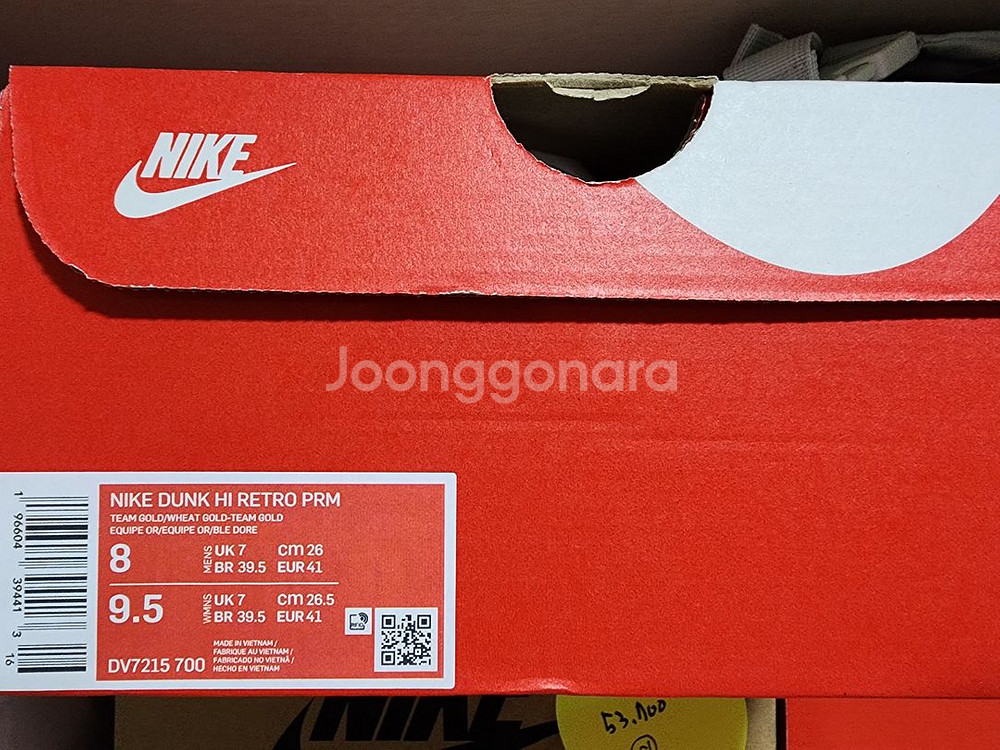 NIKE
Joonggonara
1 96604 39441 3 16
NIKE DUNK HI RETRO PRM
TEAM GOLD/WHEAT GOLD-TEAM GOLD
EQUIPE OR/EQUIPE OR/BLE DORE
8 MENS UK 7 cm 26
BR 39.5 EUR 41
9.5 WMNS UK 7 cm 26.5
BR 39.5 EUR 41
MADE IN VIETNAM /
FABRIQUE AU VIETNAM /
FABRICADO NO VIETNÃ /
HECHO EN VIETNAM
DV7215 700
NIKE